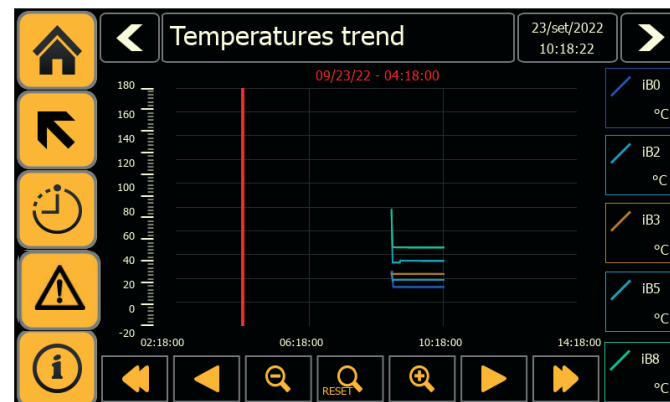 Temperatures trend
23/set/2022
10:18:22
09/23/22 - 04:18:00
180
160
140
120
100
80
60
40
20
0
-20
02:18:00
06:18:00
10:18:00
14:18:00
iB0
°C
iB2
°C
iB3
°C
iB5
°C
iB8
°C
RESET